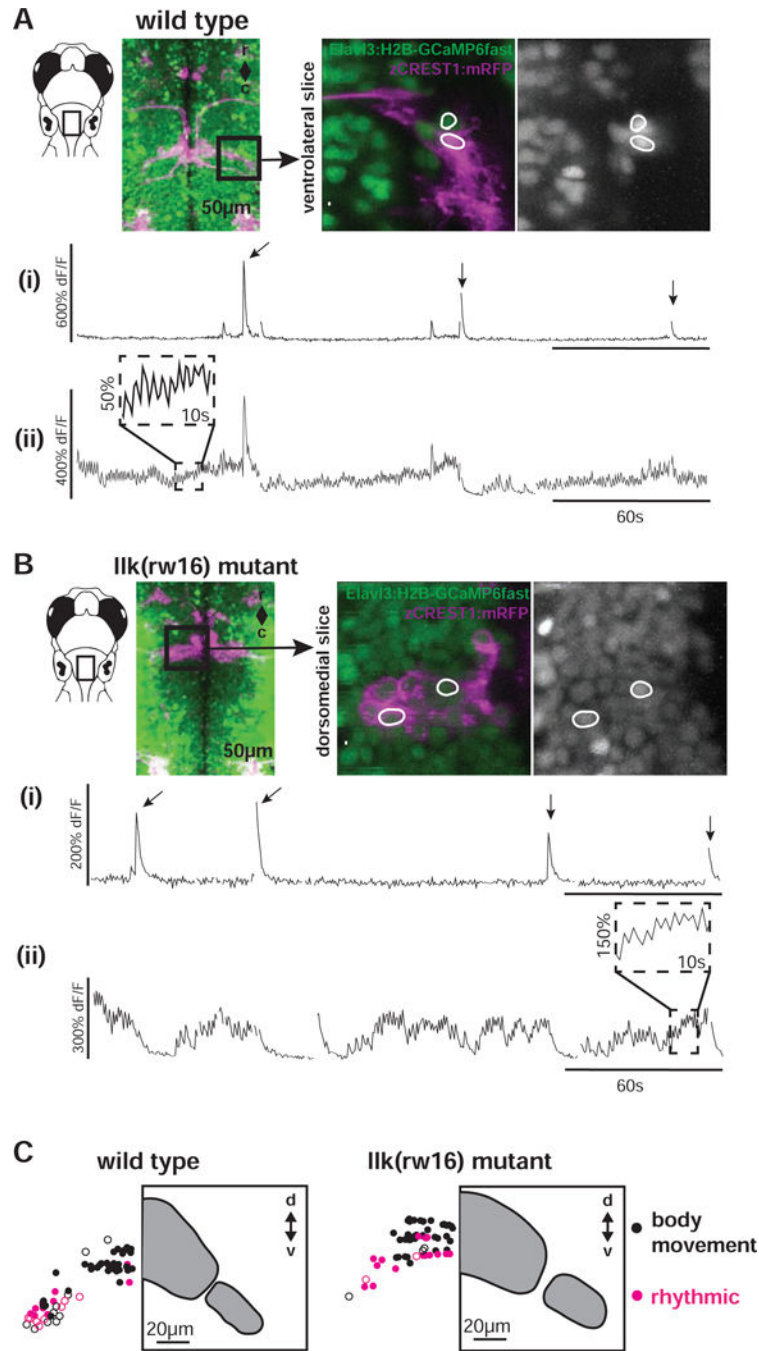 A
wild type
r
c
50µm
ventrolateral slice
Elavl3:H2B-GCaMP6fast
zCREST1:mRFP
(i)
600% dF/F
50%
10s
(ii)
400% dF/F
60s
B
llk(rw16) mutant
r
c
50µm
dorsomedial slice
Elavl3:H2B-GCaMP6fast
zCREST1:mRFP
(i)
200% dF/F
150%
10s
(ii)
300% dF/F
60s
C
wild type
llk(rw16) mutant
d
v
20µm
d
v
20µm
body
movement
rhythmic